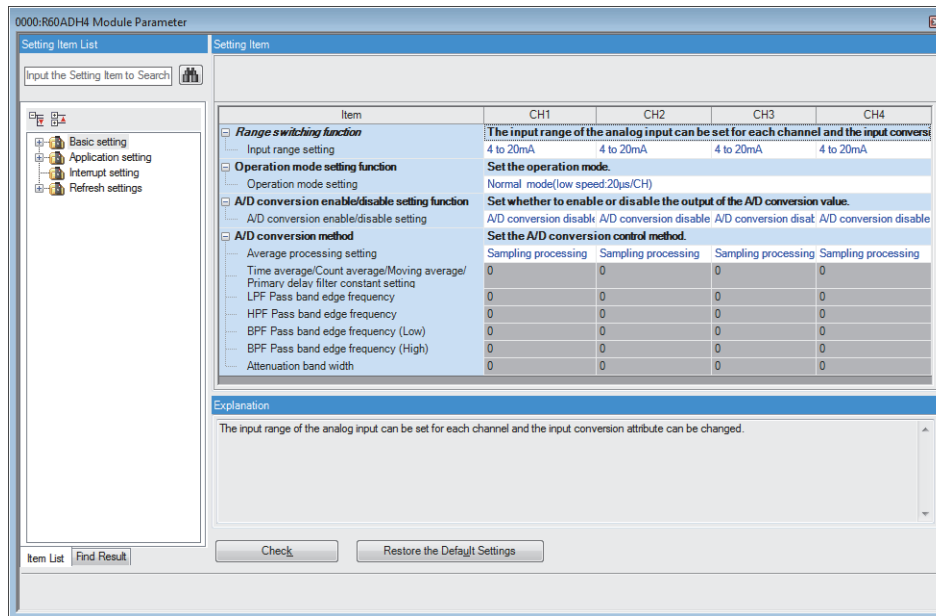 0000:R60ADH4 Module Parameter
Setting Item List
Input the Setting Item to Search
Basic setting
Application setting
Interrupt setting
Refresh settings
Item List
Find Result
Setting Item
Item CH1 CH2 CH3 CH4
Range switching function The input range of the analog input can be set for each channel and the input conversi
Input range setting 4 to 20mA 4 to 20mA 4 to 20mA 4 to 20mA
Operation mode setting function Set the operation mode.
Operation mode setting Normal mode(low speed:20µs/CH)
A/D conversion enable/disable setting function Set whether to enable or disable the output of the A/D conversion value.
A/D conversion enable/disable setting A/D conversion disable A/D conversion disable A/D conversion disat A/D conversion disable
A/D conversion method Set the A/D conversion control method.
Average processing setting Sampling processing Sampling processing Sampling processing Sampling processing
Time average/Count average/Moving average/
Primary delay filter constant setting 0 0 0 0
LPF Pass band edge frequency 0 0 0 0
HPF Pass band edge frequency 0 0 0 0
BPF Pass band edge frequency (Low) 0 0 0 0
BPF Pass band edge frequency (High) 0 0 0 0
Attenuation band width 0 0 0 0
Explanation
The input range of the analog input can be set for each channel and the input conversion attribute can be changed.
Check
Restore the Default Settings